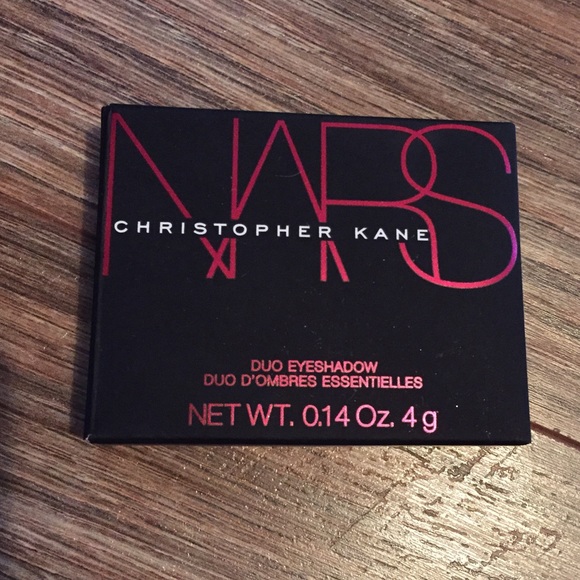 NARS
CHRISTOPHER KANE
DUO EYESHADOW
DUO D'OMBRES ESSENTIELLES
NET WT. 0.14 Oz. 4 g